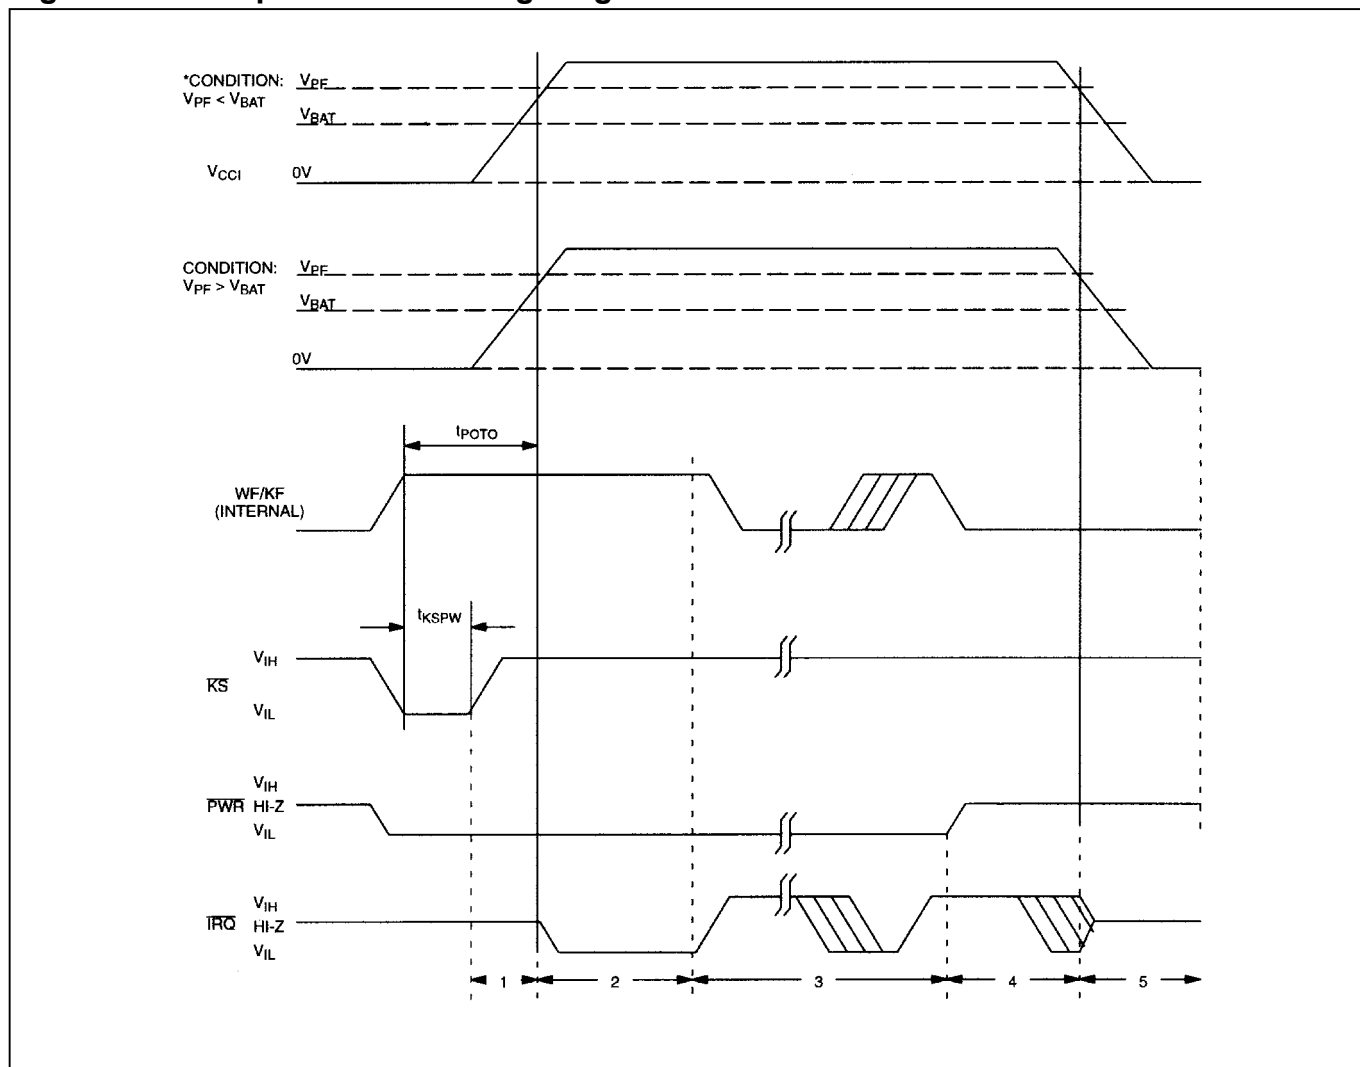 *CONDITION: VPF
VPF < VBAT
VBAT
VCCI 0V
CONDITION: VPF
VPF > VBAT
VBAT
0V
tPOTO
WF/KF
(INTERNAL)
tKSPW
VIH
KS
VIL
VIH
PWR HI-Z
VIL
VIH
IRQ HI-Z
VIL
1 2 3 4 5